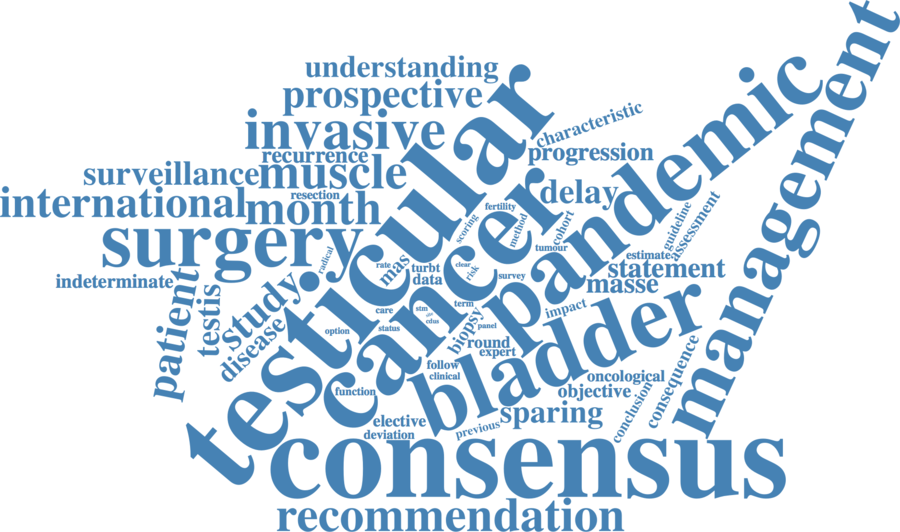 understanding
prospective
invasive
recurrence
surveillance
muscle
resection
international
month
surgery
indeterminate
patient
testis
study
disease
radical
testicular
cancer
pandemic
management
characteristic
progression
delay
fertility
scoring
method
cohort
tumour
guideline
assessment
estimate
statement
masse
impact
rate
mas
turbt
data
clear
risk
survey
care
stm
edus
term
option
status
biopsy
panel
round
expert
follow
clinical
function
bladder
oncological
objective
sparing
elective
deviation
previous
conclusion
consequence
consensus
recommendation